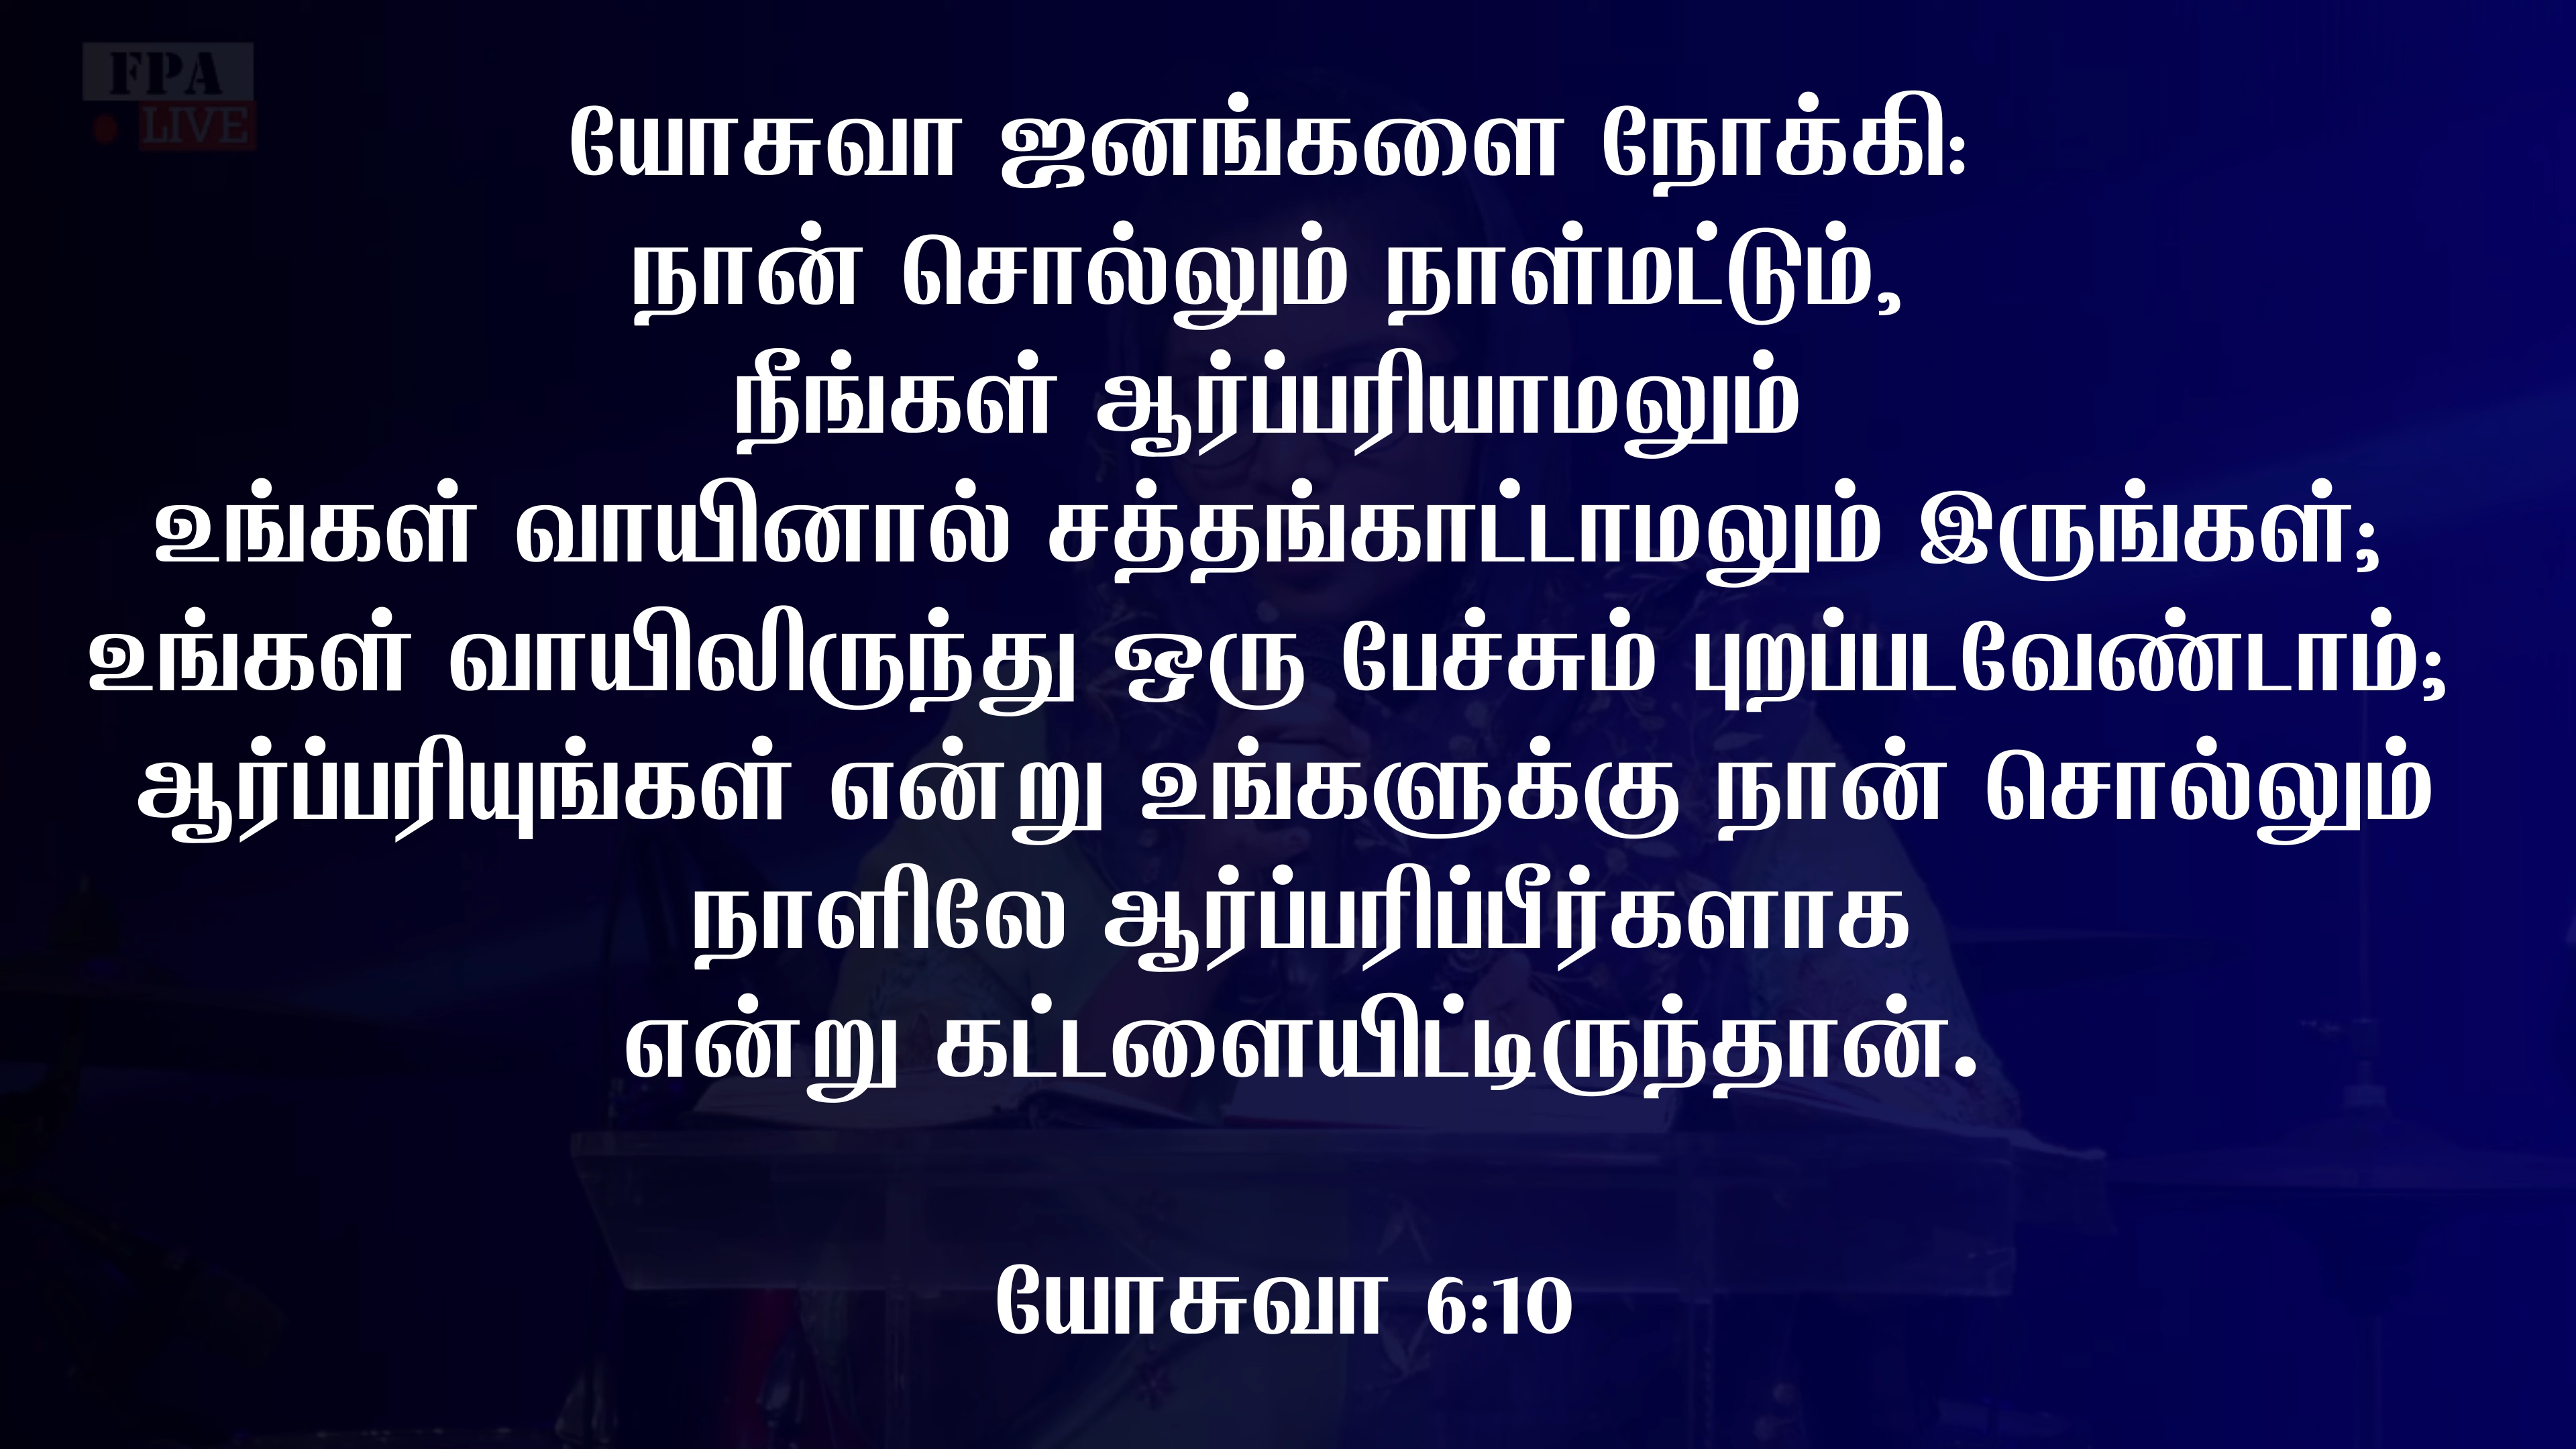 FPA
LIVE
யோசுவா ஜனங்களை நோக்கி:
நான் சொல்லும் நாள்மட்டும்,
நீங்கள் ஆர்ப்பரியாமலும்
உங்கள் வாயினால் சத்தங்காட்டாமலும் இருங்கள்;
உங்கள் வாயிலிருந்து ஒரு பேச்சும் புறப்படவேண்டாம்;
ஆர்ப்பரியுங்கள் என்று உங்களுக்கு நான் சொல்லும்
நாளிலே ஆர்ப்பரிப்பீர்களாக
என்று கட்டளையிட்டிருந்தான்.
யோசுவா 6:10